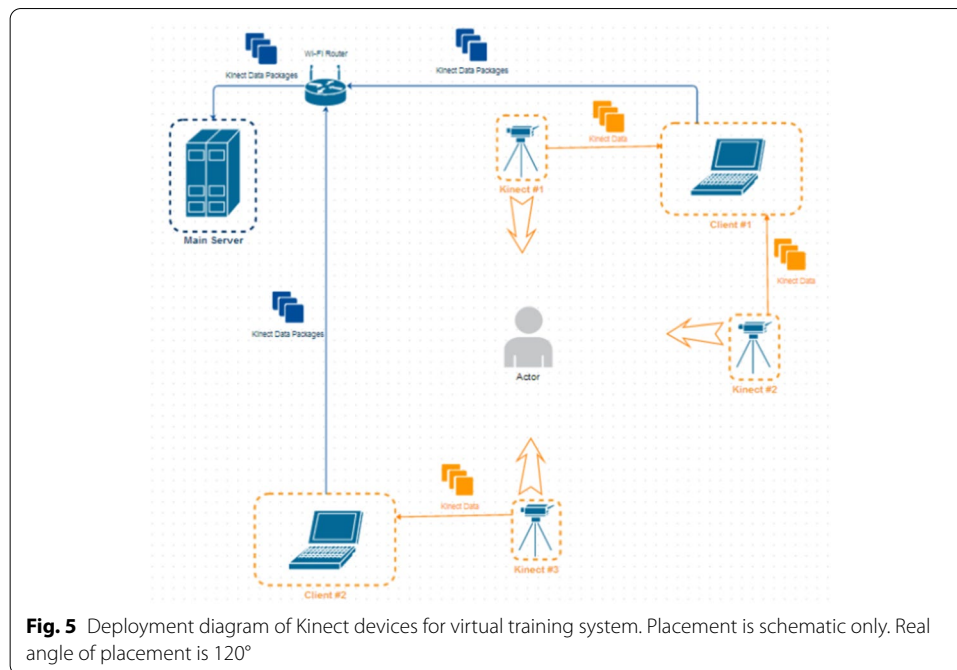 Wi-Fi Router
Kinect Data Packages
Kinect Data Packages
Kinect Data
Kinect #1
Client #1
Main Server
Kinect Data
Kinect Data Packages
Actor
Kinect #2
Kinect Data
Kinect #3
Client #2
Fig. 5 Deployment diagram of Kinect devices for virtual training system. Placement is schematic only. Real
angle of placement is 120°